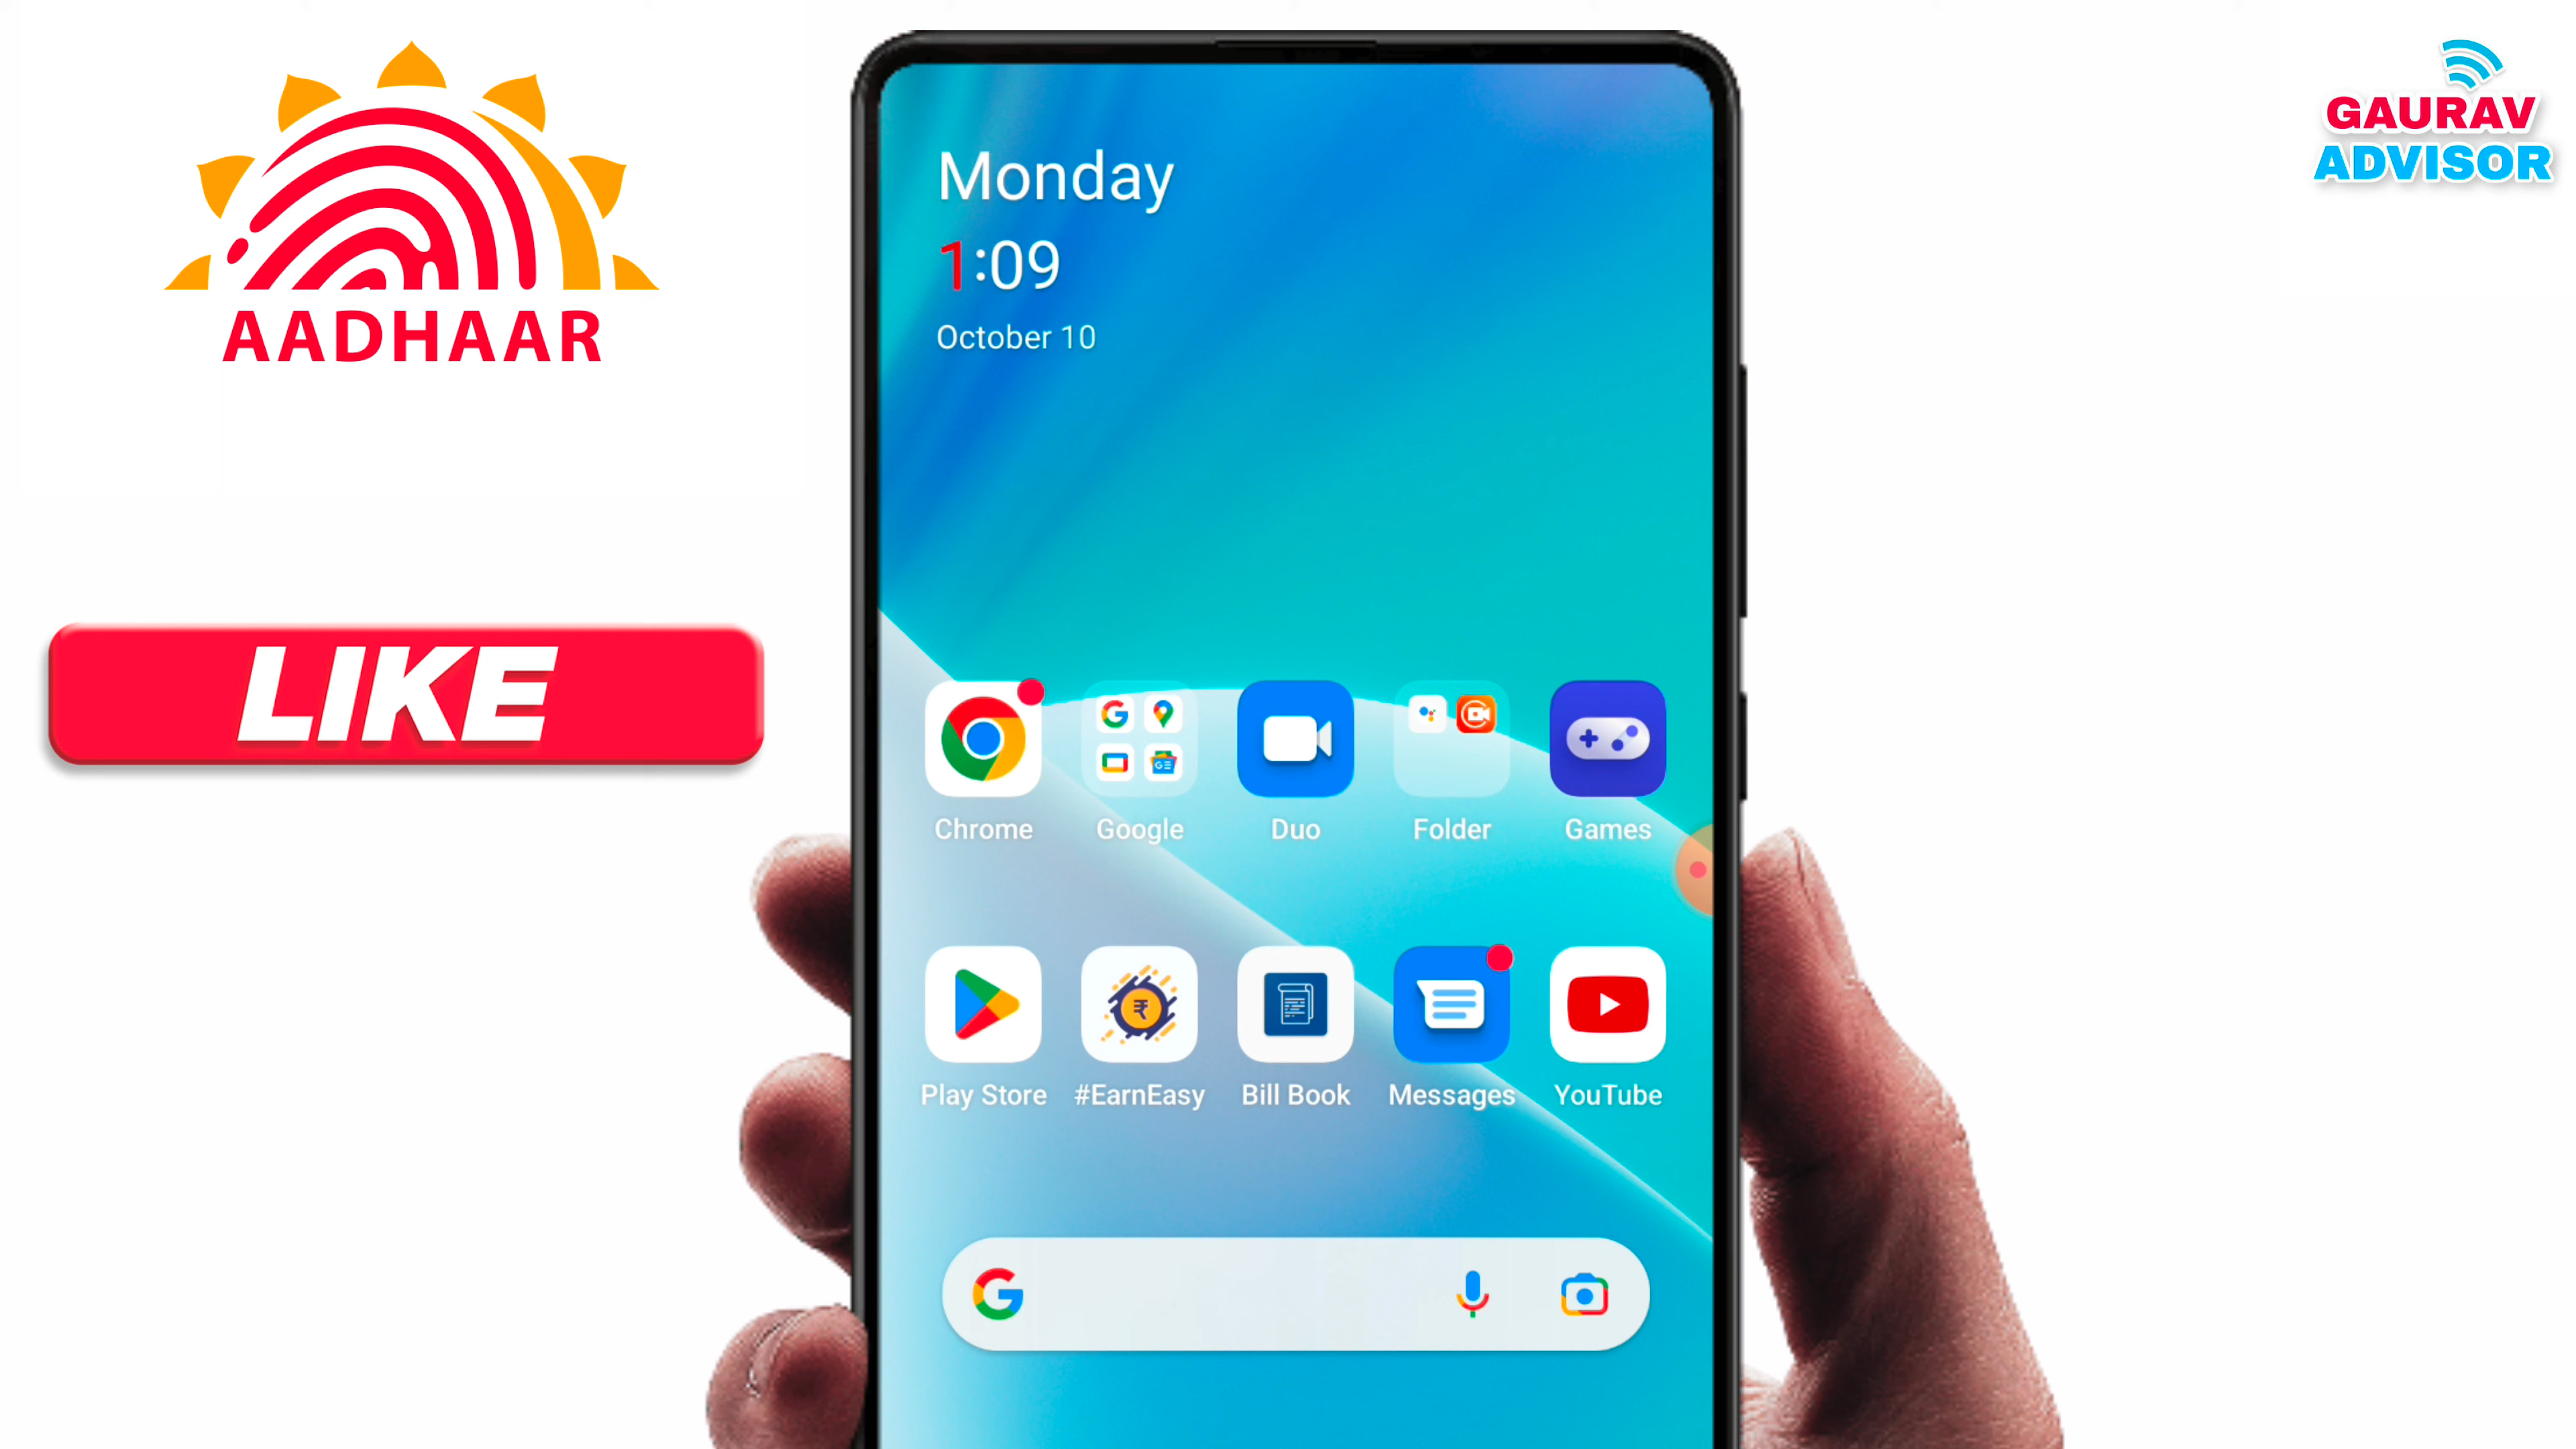 AADHAAR
GAURAV
ADVISOR
Monday
1:09
October 10
LIKE
Chrome
Google
Duo
Folder
Games
Play Store
#EarnEasy
Bill Book
Messages
YouTube